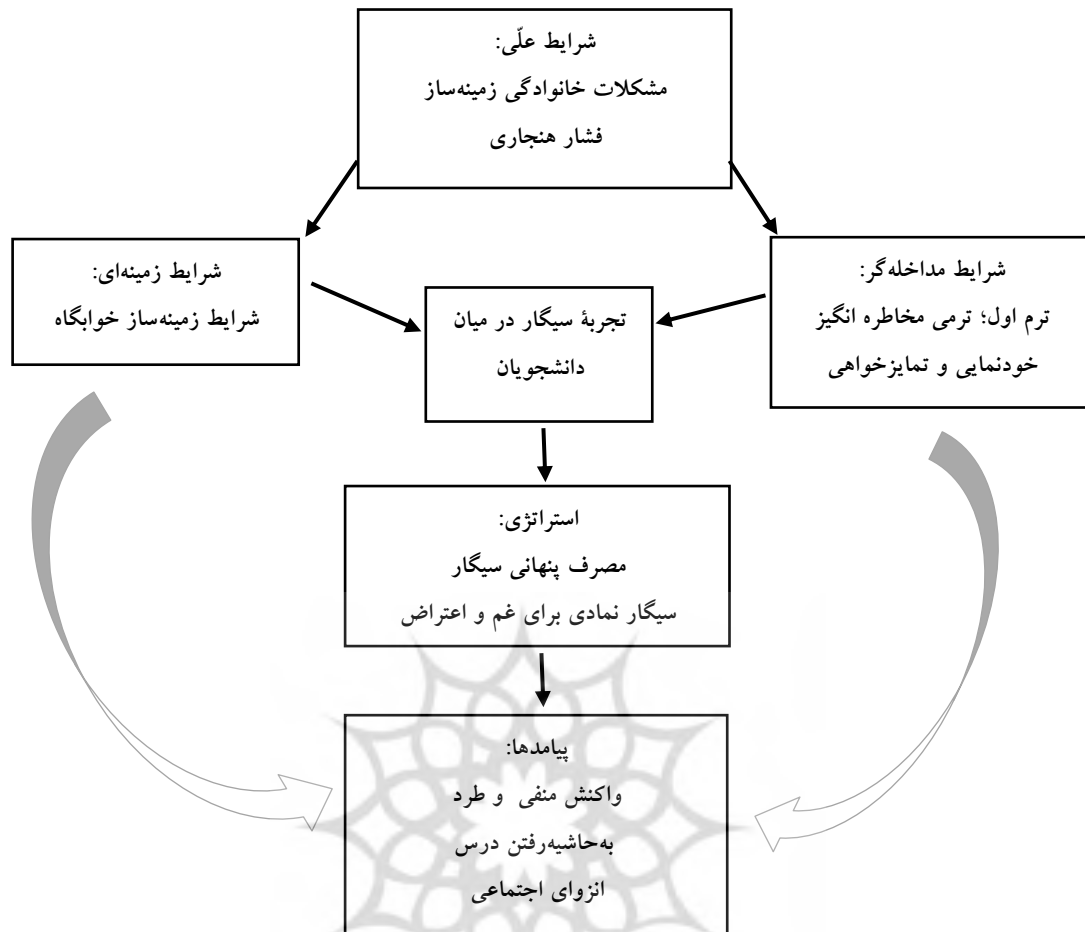 شرایط علّی:
مشکلات خانوادگی زمینه‌ساز
فشار هنجاری
شرایط مداخله‌گر:
ترم اول؛ ترمی مخاطره انگیز
خودنمایی و تمایزخواهی
تجربۀ سیگار در میان
دانشجویان
شرایط زمینه‌ای:
شرایط زمینه‌ساز خوابگاه
استراتژی:
مصرف پنهانی سیگار
سیگار نمادی برای غم و اعتراض
پیامدها:
واکنش منفی و طرد
به‌حاشیه‌رفتن درس
انزوای اجتماعی